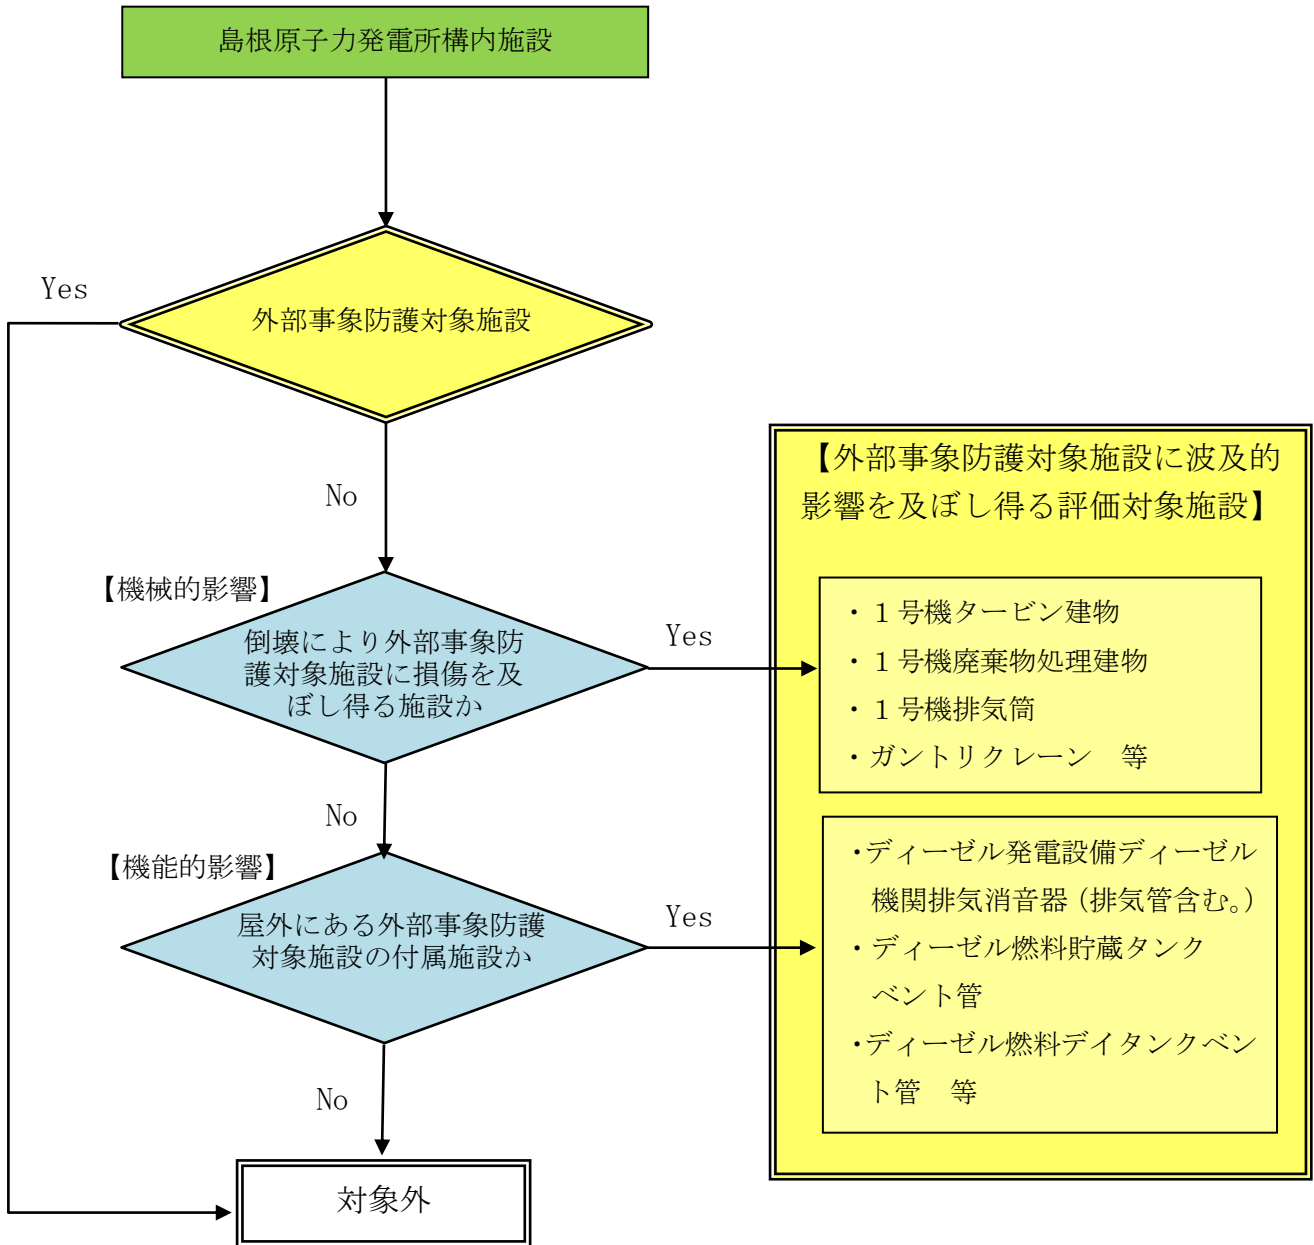 島根原子力発電所構内施設
Yes
外部事象防護対象施設
No
【機械的影響】
倒壊により外部事象防
護対象施設に損傷を及
ぼし得る施設か
Yes
No
【機能的影響】
屋外にある外部事象防護
対象施設の付属施設か
Yes
No
対象外
【外部事象防護対象施設に波及的
影響を及ぼし得る評価対象施設】
・１号機タービン建物
・１号機廃棄物処理建物
・１号機排気筒
・ガントリクレーン　等
・ディーゼル発電設備ディーゼル
機関排気消音器（排気管含む。）
・ディーゼル燃料貯蔵タンク
ベント管
・ディーゼル燃料デイタンクベン
ト管　等